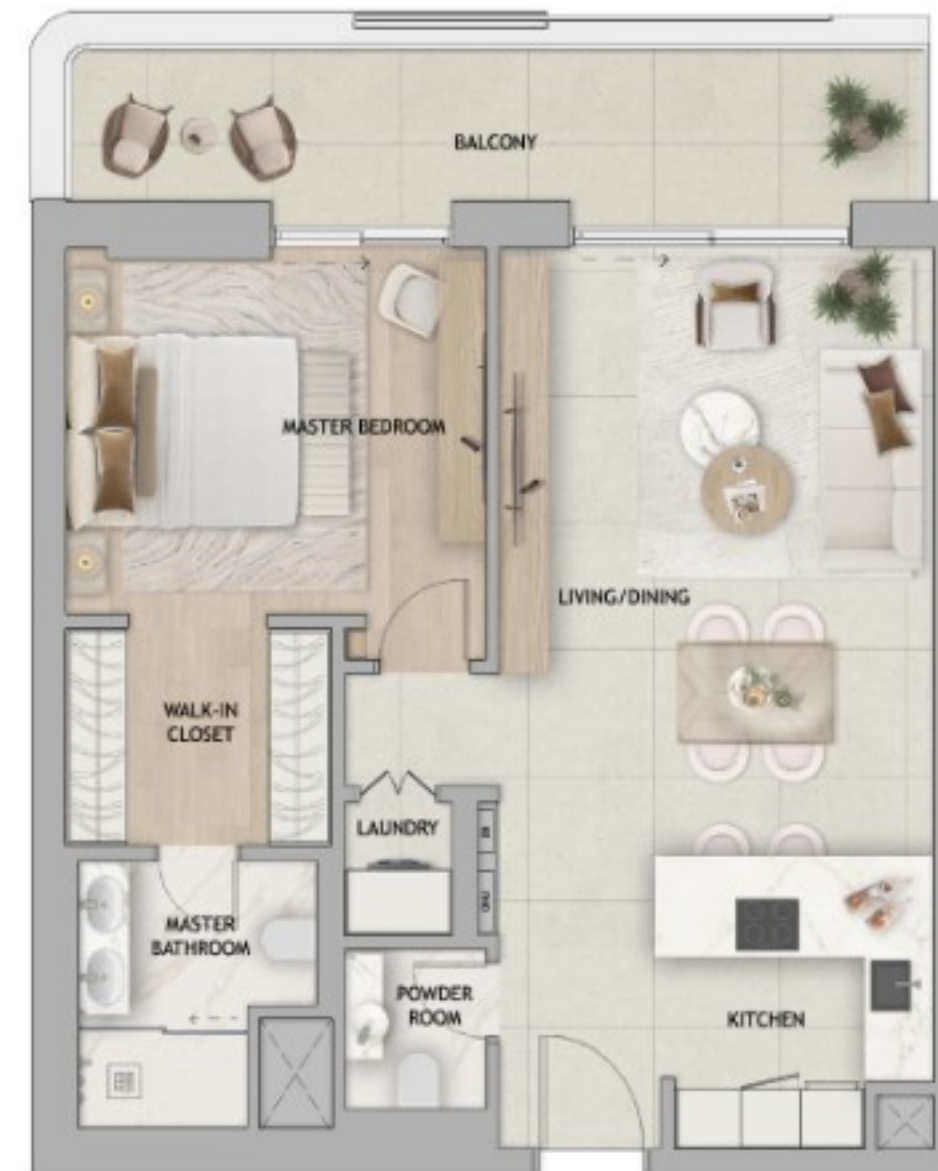 BALCONY
MASTER BEDROOM
LIVING/DINING
WALK-IN
CLOSET
LAUNDRY
MASTER
BATHROOM
POWDER
ROOM
KITCHEN